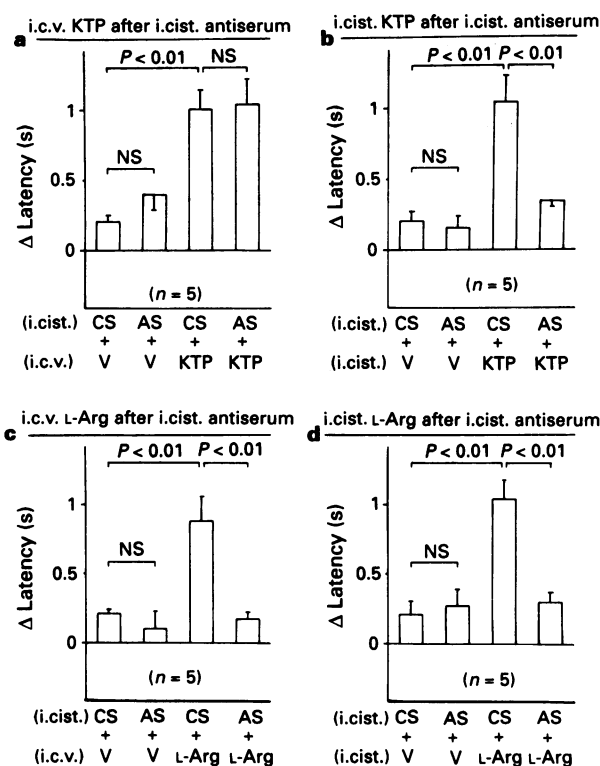 a
i.c.v. KTP after i.cist. antiserum
P < 0.01 NS
NS
Δ Latency (s)
1
0.5
0
(n = 5)
(i.cist.) CS AS CS AS
+ + + +
(i.c.v.) V V KTP KTP
b
i.cist. KTP after i.cist. antiserum
P < 0.01 P < 0.01
NS
Δ Latency (s)
1
0.5
0
(n = 5)
(i.cist.) CS AS CS AS
+ + + +
(i.cist.) V V KTP KTP
c
i.c.v. L-Arg after i.cist. antiserum
P < 0.01 P < 0.01
NS
Δ Latency (s)
1
0.5
0
(n = 5)
(i.cist.) CS AS CS AS
+ + + +
(i.c.v.) V V L-Arg L-Arg
d
i.cist. L-Arg after i.cist. antiserum
P < 0.01 P < 0.01
NS
Δ Latency (s)
1
0.5
0
(n = 5)
(i.cist.) CS AS CS AS
+ + + +
(i.cist.) V V L-Arg L-Arg